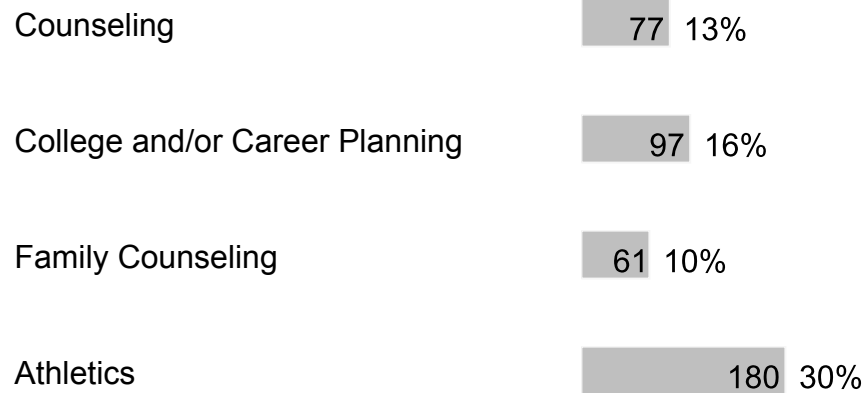 Counseling 77 13%
College and/or Career Planning 97 16%
Family Counseling 61 10%
Athletics 180 30%